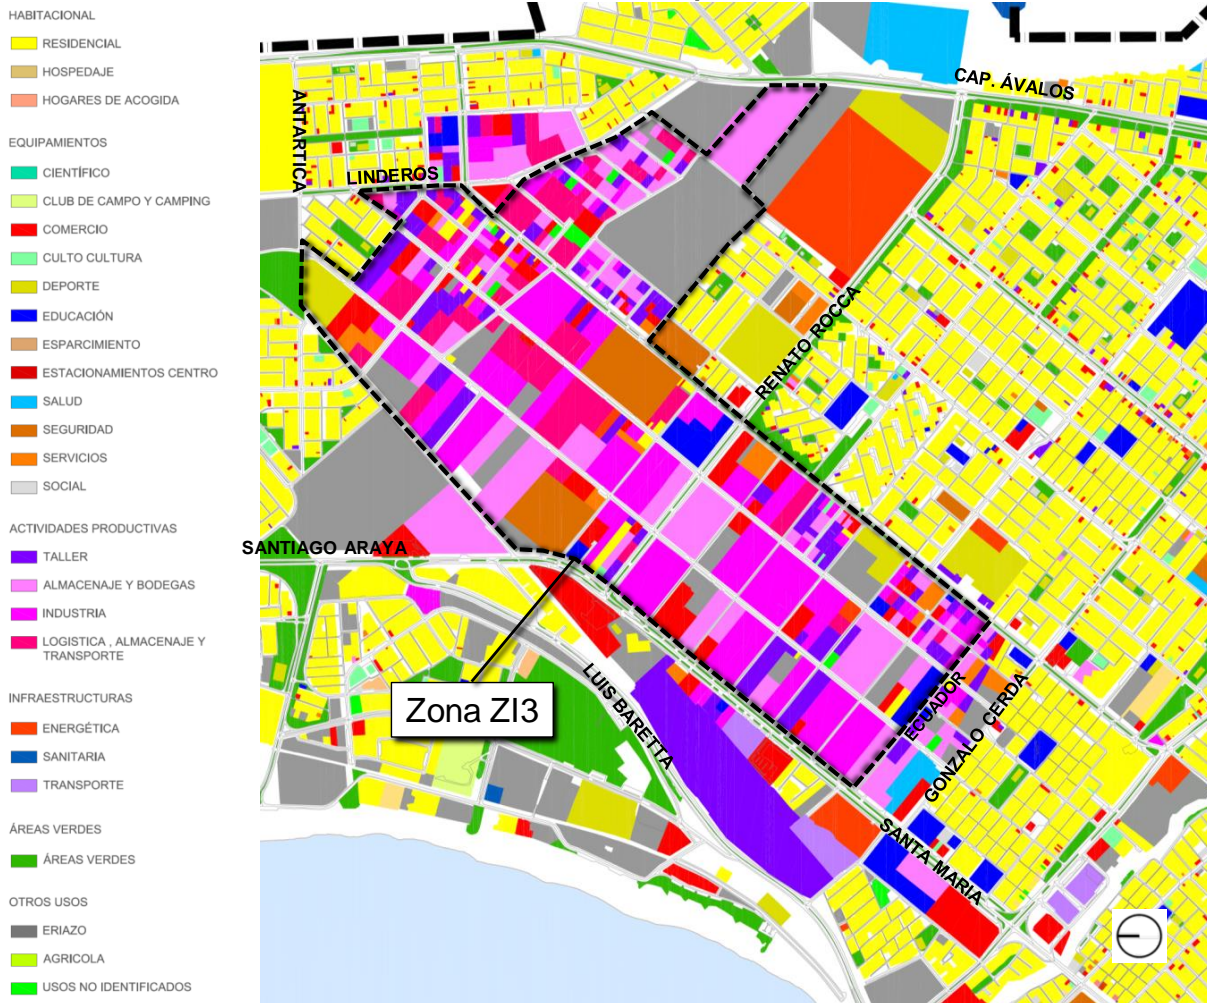 HABITACIONAL
RESIDENCIAL
HOSPEDAJE
HOGARES DE ACOGIDA
EQUIPAMIENTOS
CIENTÍFICO
CLUB DE CAMPO Y CAMPING
COMERCIO
CULTO CULTURA
DEPORTE
EDUCACIÓN
ESPARCIMIENTO
ESTACIONAMIENTOS CENTRO
SALUD
SEGURIDAD
SERVICIOS
SOCIAL
ACTIVIDADES PRODUCTIVAS
TALLER
ALMACENAJE Y BODEGAS
INDUSTRIA
LOGISTICA , ALMACENAJE Y
TRANSPORTE
INFRAESTRUCTURAS
ENERGÉTICA
SANITARIA
TRANSPORTE
ÁREAS VERDES
ÁREAS VERDES
OTROS USOS
ERIAZO
AGRICOLA
USOS NO IDENTIFICADOS
CAP. ÁVALOS
ANTARTICA
LINDEROS
RENATO ROCCA
SANTIAGO ARAYA
Zona ZI3
LUIS BARETTA
ECUADOR
GONZALO CERDA
SANTA MARIA